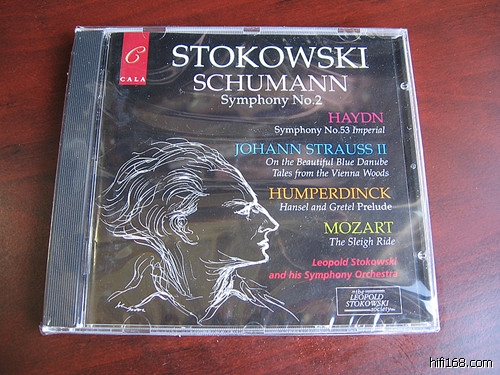 CALA
STOKOWSKI
SCHUMANN
Symphony No.2
HAYDN
Symphony No.53 Imperial
JOHANN STRAUSS II
On the Beautiful Blue Danube
Tales from the Vienna Woods
HUMPERDINCK
Hansel and Gretel Prelude
MOZART
The Sleigh Ride
Leopold Stokowski
and his Symphony Orchestra
the
LEOPOLD
STOKOWSKI
society
hifi168.com